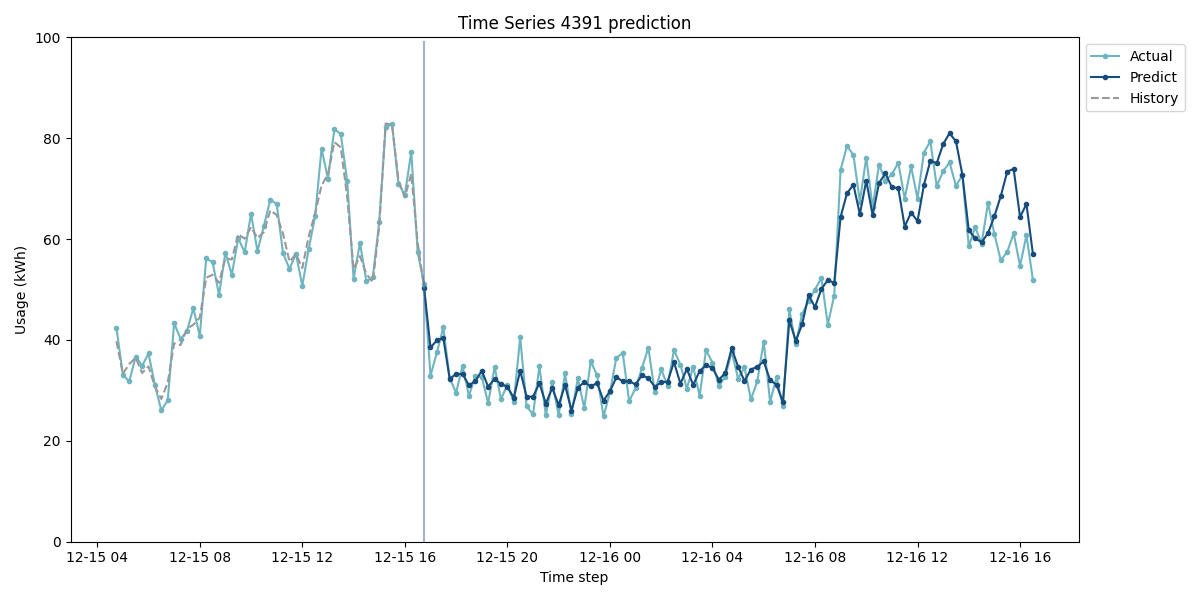 Time Series 4391 prediction
Usage (kWh)
100
80
60
40
20
0
12-15 04
12-15 08
12-15 12
12-15 16
12-15 20
12-16 00
12-16 04
12-16 08
12-16 12
12-16 16
Time step
Actual
Predict
History